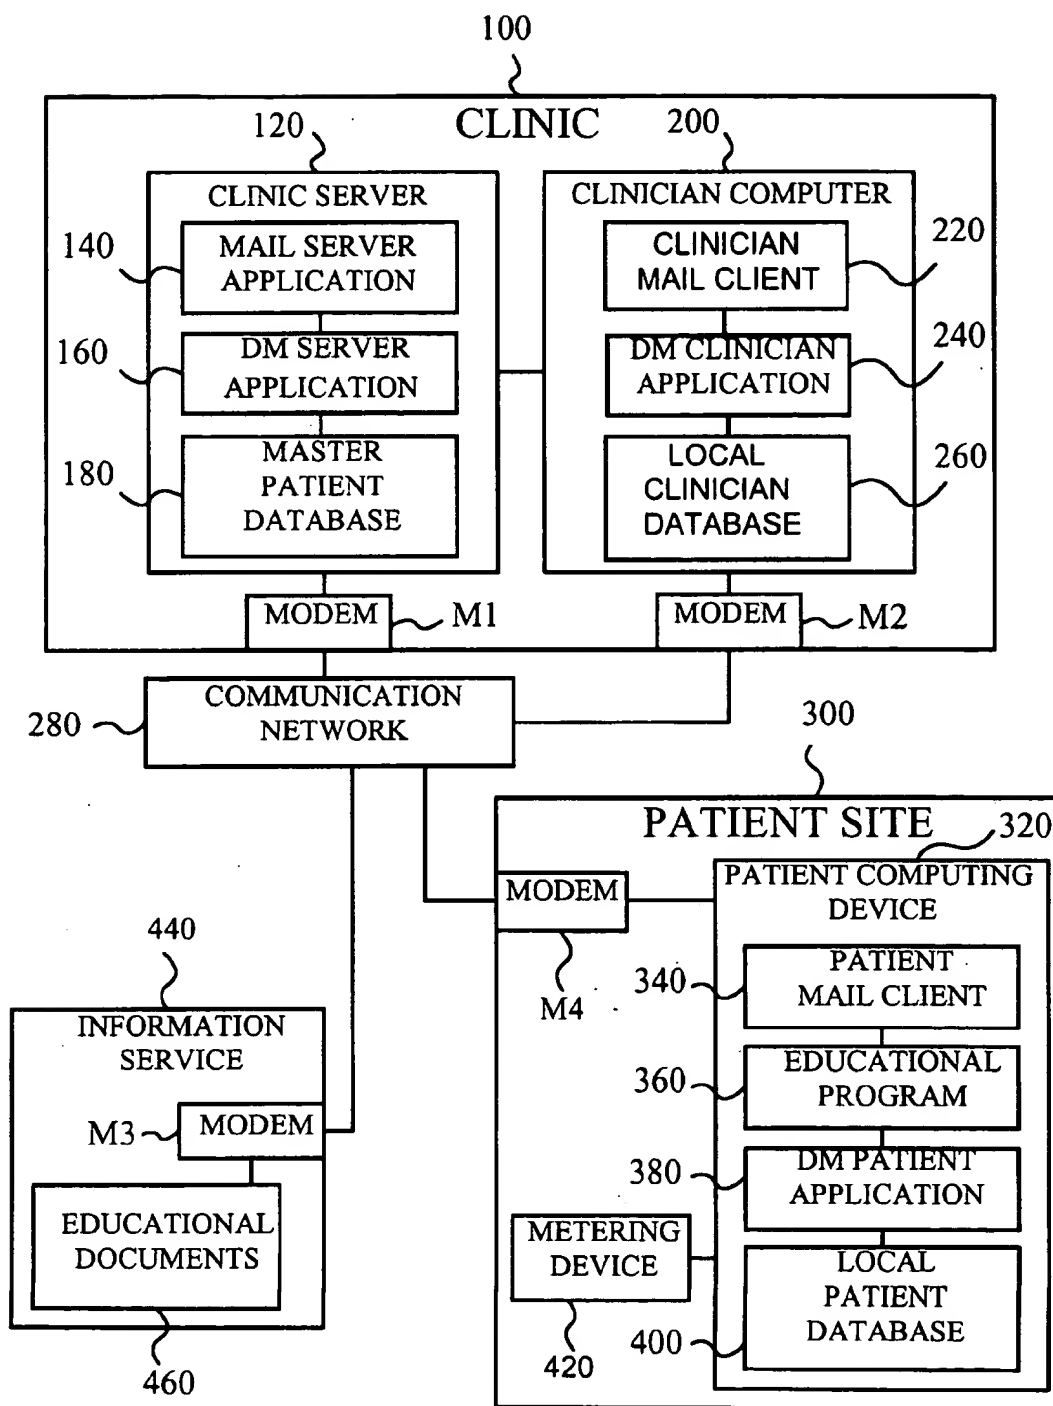 100
CLINIC
120
200
CLINIC SERVER
CLINICIAN COMPUTER
140
MAIL SERVER
APPLICATION
CLINICIAN
MAIL CLIENT
220
160
DM SERVER
APPLICATION
DM CLINICIAN
APPLICATION
240
180
MASTER
PATIENT
DATABASE
LOCAL
CLINICIAN
DATABASE
260
MODEM
M1
MODEM
M2
COMMUNICATION
NETWORK
280
300
PATIENT SITE
320
MODEM
M4
PATIENT COMPUTING
DEVICE
340
PATIENT
MAIL CLIENT
360
EDUCATIONAL
PROGRAM
380
DM PATIENT
APPLICATION
METERING
DEVICE
420
400
LOCAL
PATIENT
DATABASE
440
INFORMATION
SERVICE
M3
MODEM
EDUCATIONAL
DOCUMENTS
460